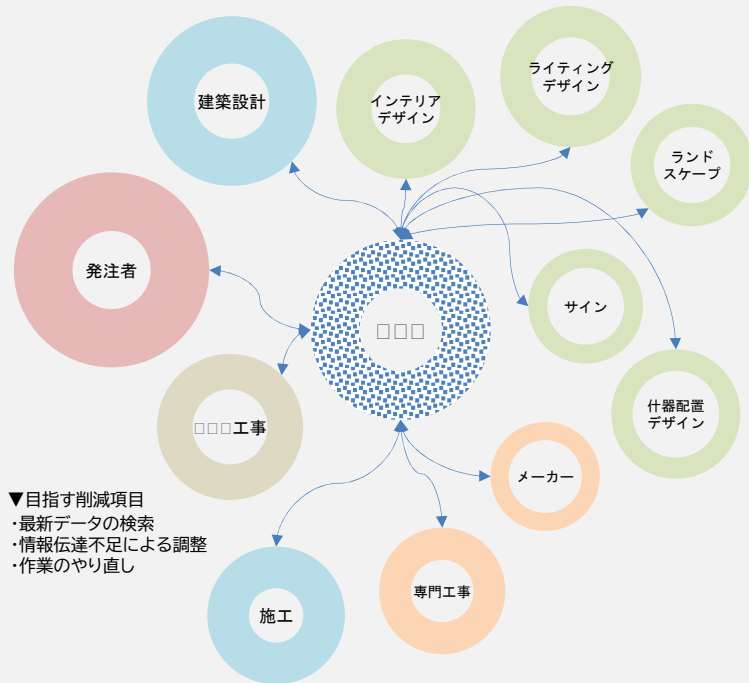 建築設計
インテリア
デザイン
ライティング
デザイン
ランド
スケープ
発注者
□□□
サイン
□□□工事
什器配置
デザイン
メーカー
▼目指す削減項目
・最新データの検索
・情報伝達不足による調整
・作業のやり直し
専門工事
施工